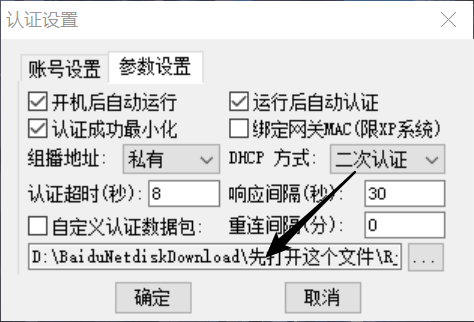 认证设置
账号设置 参数设置
开机后自动运行 运行后自动认证
认证成功最小化 绑定网关MAC(限XP系统)
组播地址: 私有 DHCP 方式: 二次认证
认证超时(秒): 8 响应间隔(秒): 30
自定义认证数据包: 重连间隔(分): 0
D:\BaiduNetdiskDownload\先打开这个文件\R_ ...
确定 取消